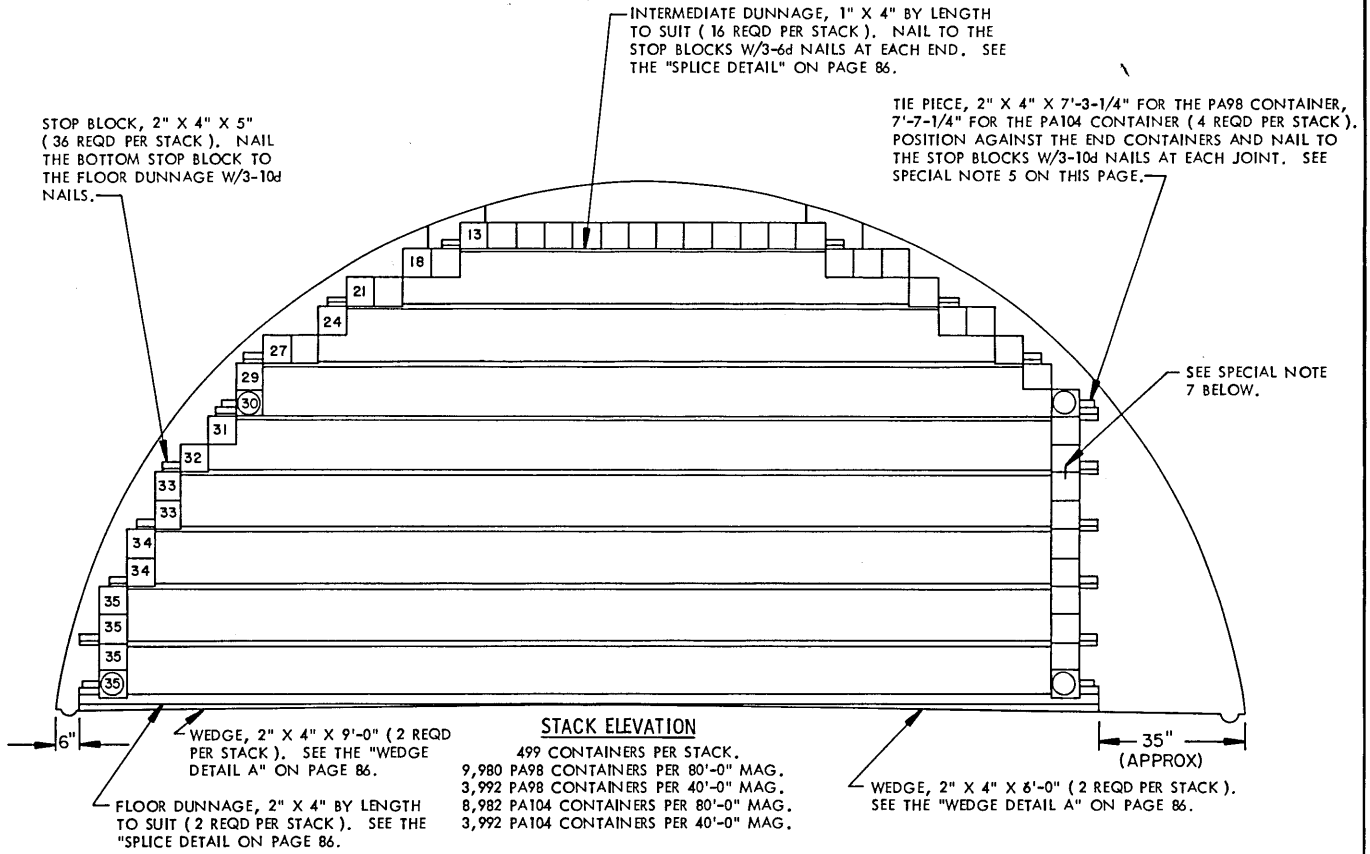 INTERMEDIATE DUNNAGE, 1" X 4" BY LENGTH
TO SUIT ( 16 REQD PER STACK ). NAIL TO THE
STOP BLOCKS W/3-6d NAILS AT EACH END. SEE
THE "SPLICE DETAIL" ON PAGE 86.
TIE PIECE, 2" X 4" X 7'-3-1/4" FOR THE PA98 CONTAINER,
7'-7-1/4" FOR THE PA104 CONTAINER ( 4 REQD PER STACK ).
POSITION AGAINST THE END CONTAINERS AND NAIL TO
THE STOP BLOCKS W/3-10d NAILS AT EACH JOINT. SEE
SPECIAL NOTE 5 ON THIS PAGE.
STOP BLOCK, 2" X 4" X 5"
( 36 REQD PER STACK ). NAIL
THE BOTTOM STOP BLOCK TO
THE FLOOR DUNNAGE W/3-10d
NAILS.
13
18
21
24
27
29
30
31
32
33
33
34
34
35
35
35
35
SEE SPECIAL NOTE
7 BELOW.
6"
WEDGE, 2" X 4" X 9'-0" ( 2 REQD
PER STACK ). SEE THE "WEDGE
DETAIL A" ON PAGE 86.
FLOOR DUNNAGE, 2" X 4" BY LENGTH
TO SUIT ( 2 REQD PER STACK ). SEE THE
"SPLICE DETAIL ON PAGE 86.
STACK ELEVATION
499 CONTAINERS PER STACK.
9,980 PA98 CONTAINERS PER 80'-0" MAG.
3,992 PA98 CONTAINERS PER 40'-0" MAG.
8,982 PA104 CONTAINERS PER 80'-0" MAG.
3,992 PA104 CONTAINERS PER 40'-0" MAG.
35"
(APPROX)
WEDGE, 2" X 4" X 6'-0" ( 2 REQD PER STACK ).
SEE THE "WEDGE DETAIL A" ON PAGE 86.